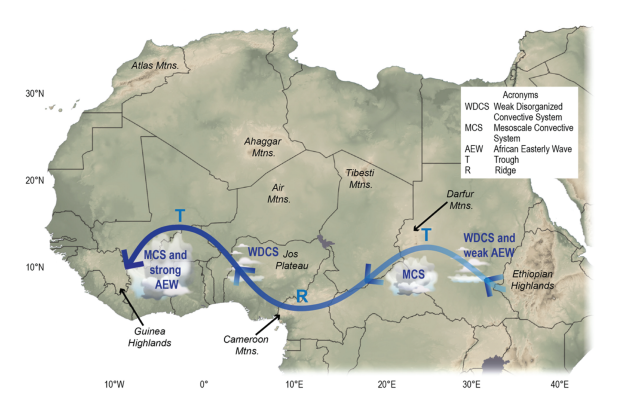 Atlas Mtns.
30°N
Acronyms
WDCS Weak Disorganized
Convective System
MCS Mesoscale Convective
System
AEW African Easterly Wave
T Trough
R Ridge
Ahaggar
Mtns.
20°N
Air
Mtns.
Tibesti
Mtns.
Darfur
Mtns.
T
T
WDCS and
weak AEW
MCS and
strong
AEW
WDCS
Jos
Plateau
10°N
MCS
Ethiopian
Highlands
R
Guinea
Highlands
Cameroon
Mtns.
10°W 0° 10°E 20°E 30°E 40°E